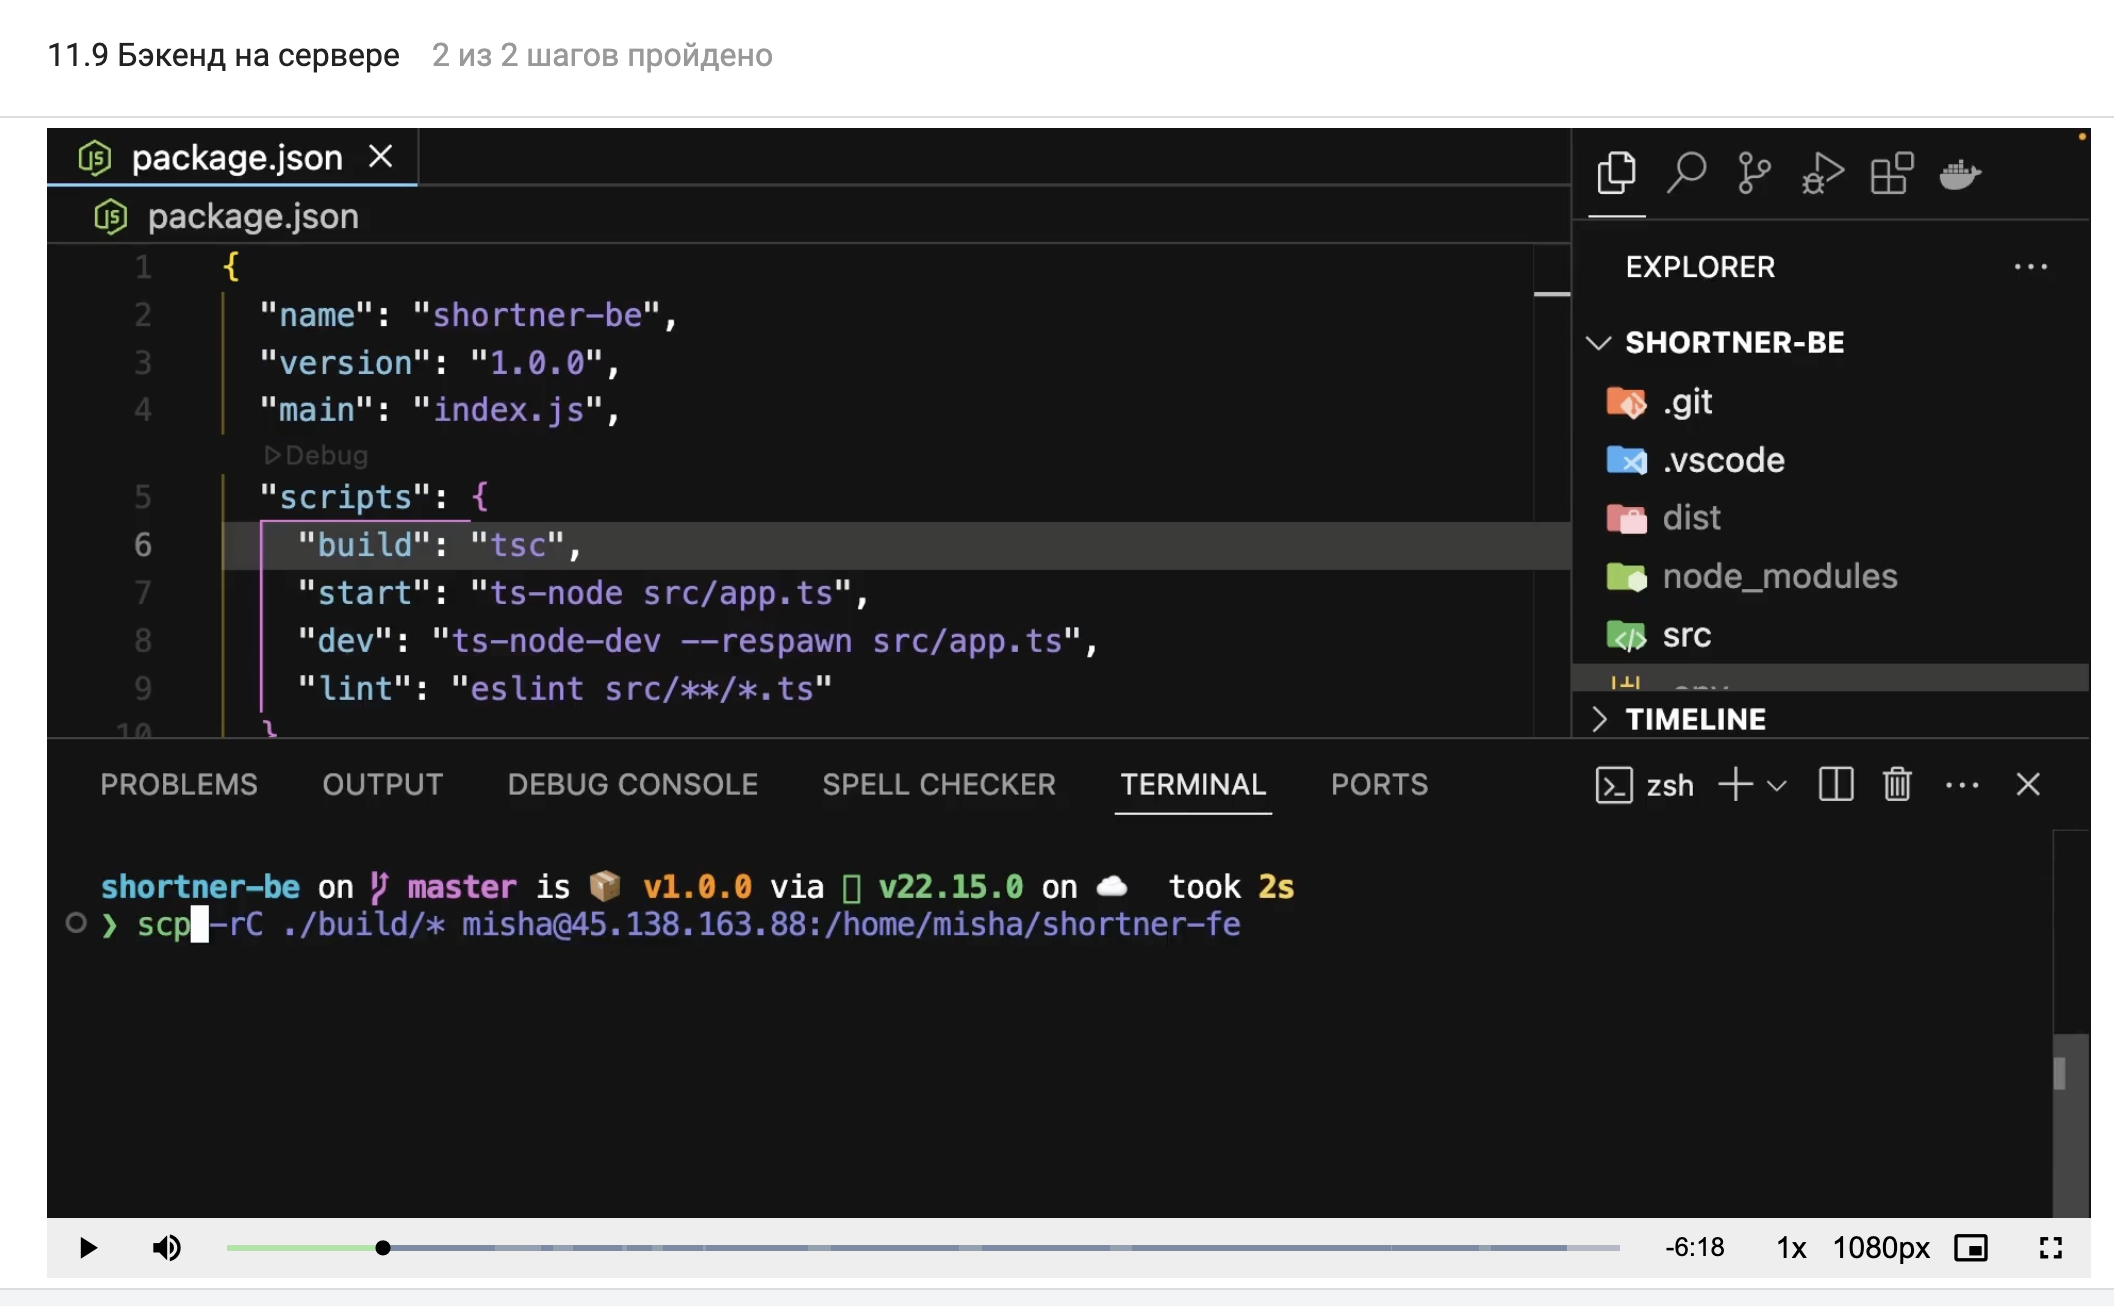 11.9 Бэкенд на сервере 2 из 2 шагов пройдено
package.json
package.json
EXPLORER
SHORTNER-BE
.git
.vscode
dist
node_modules
src
TIMELINE
1 {
2 "name": "shortner-be",
3 "version": "1.0.0",
4 "main": "index.js",
Debug
5 "scripts": {
6 "build": "tsc",
7 "start": "ts-node src/app.ts",
8 "dev": "ts-node-dev --respawn src/app.ts",
9 "lint": "eslint src/**/*.ts"
10 }
PROBLEMS OUTPUT DEBUG CONSOLE SPELL CHECKER TERMINAL PORTS zsh
shortner-be on master is v1.0.0 via v22.15.0 on took 2s
❯ scp -rC ./build/* misha@45.138.163.88:/home/misha/shortner-fe
-6:18 1x 1080px